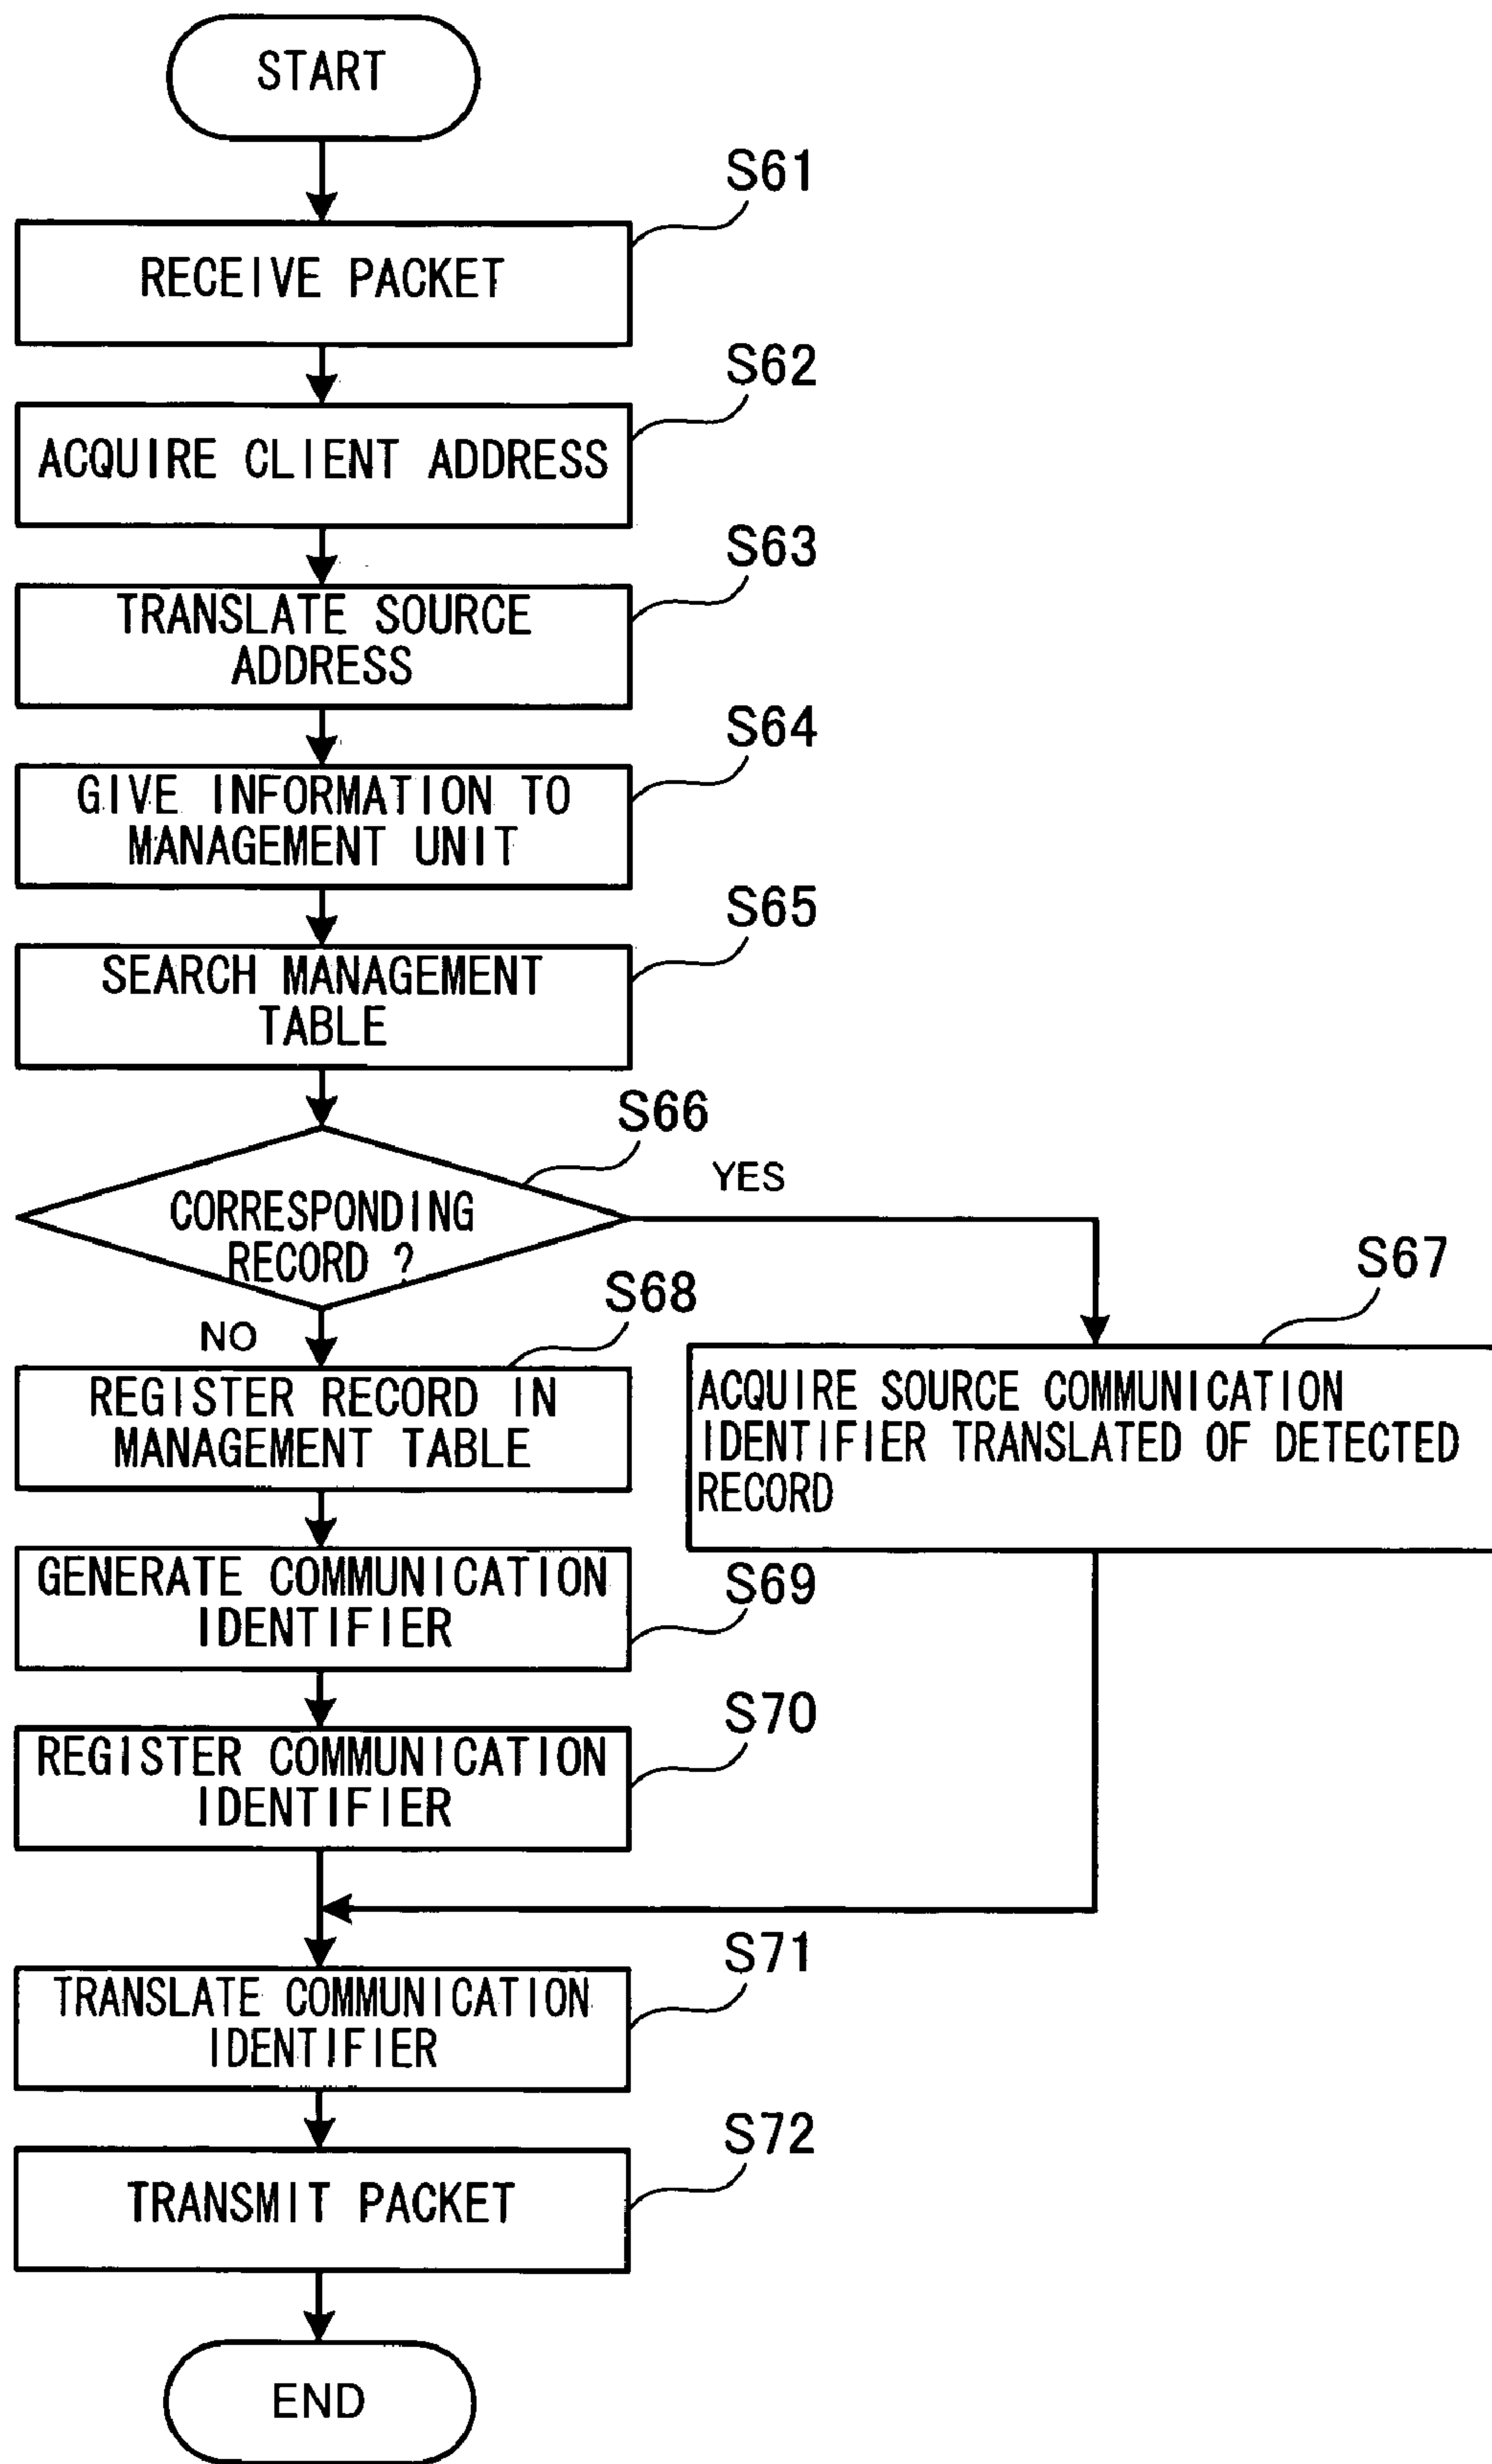 START
S61
RECEIVE PACKET
S62
ACQUIRE CLIENT ADDRESS
S63
TRANSLATE SOURCE
ADDRESS
S64
GIVE INFORMATION TO
MANAGEMENT UNIT
S65
SEARCH MANAGEMENT
TABLE
S66
YES
CORRESPONDING
RECORD ?
S67
S68
NO
REGISTER RECORD IN
MANAGEMENT TABLE
ACQUIRE SOURCE COMMUNICATION
IDENTIFIER TRANSLATED OF DETECTED
RECORD
S69
GENERATE COMMUNICATION
IDENTIFIER
S70
REGISTER COMMUNICATION
IDENTIFIER
S71
TRANSLATE COMMUNICATION
IDENTIFIER
S72
TRANSMIT PACKET
END